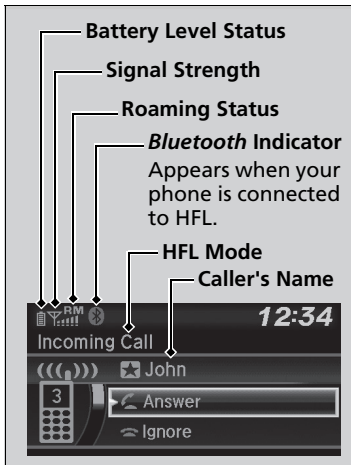 Battery Level Status
Signal Strength
Roaming Status
Bluetooth Indicator
Appears when your
phone is connected
to HFL.
HFL Mode
Caller's Name
RM
12:34
Incoming Call
John
3
Answer
Ignore